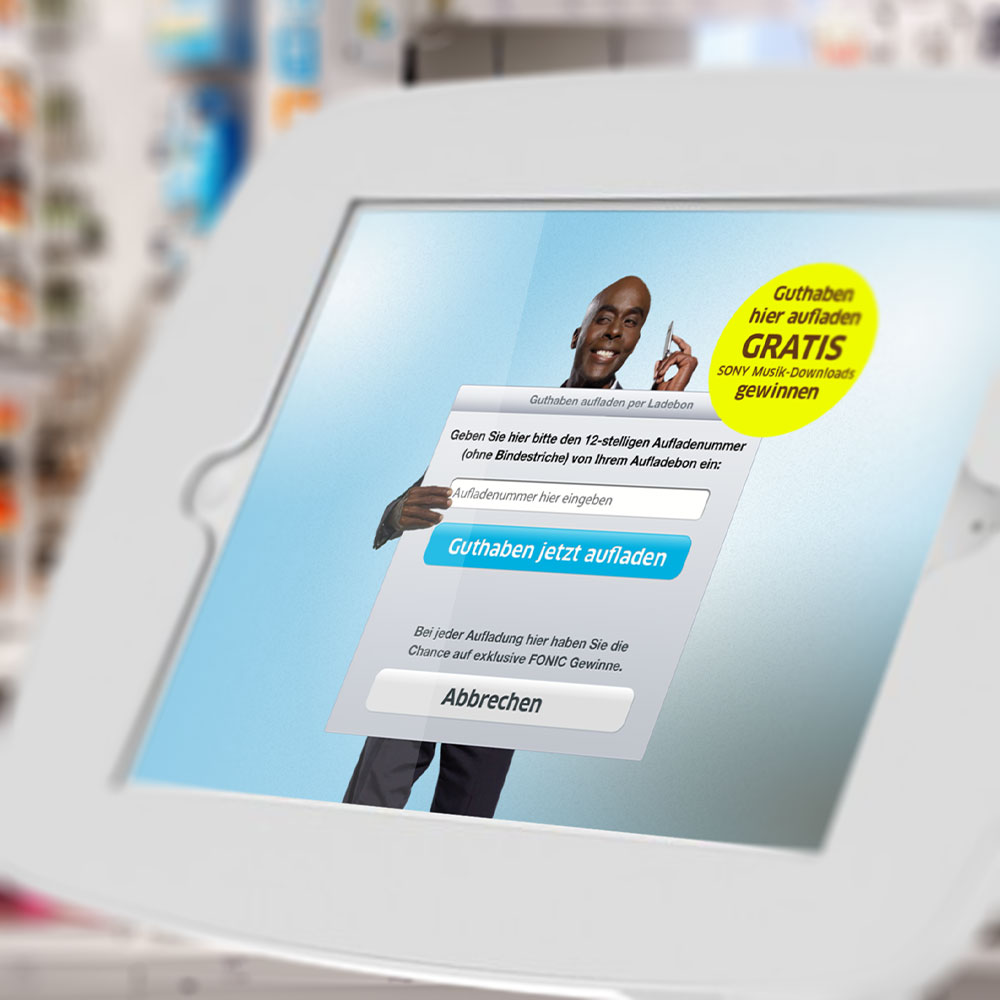 Guthaben
hier aufladen
GRATIS
SONY Musik-Downloads
gewinnen
Guthaben aufladen per Ladebon
Geben Sie hier bitte den 12-stelligen Aufladenummer
(ohne Bindestriche) von Ihrem Aufladebon ein:
Aufladenummer hier eingeben
Guthaben jetzt aufladen
Bei jeder Aufladung hier haben Sie die
Chance auf exklusive FONIC Gewinne.
Abbrechen